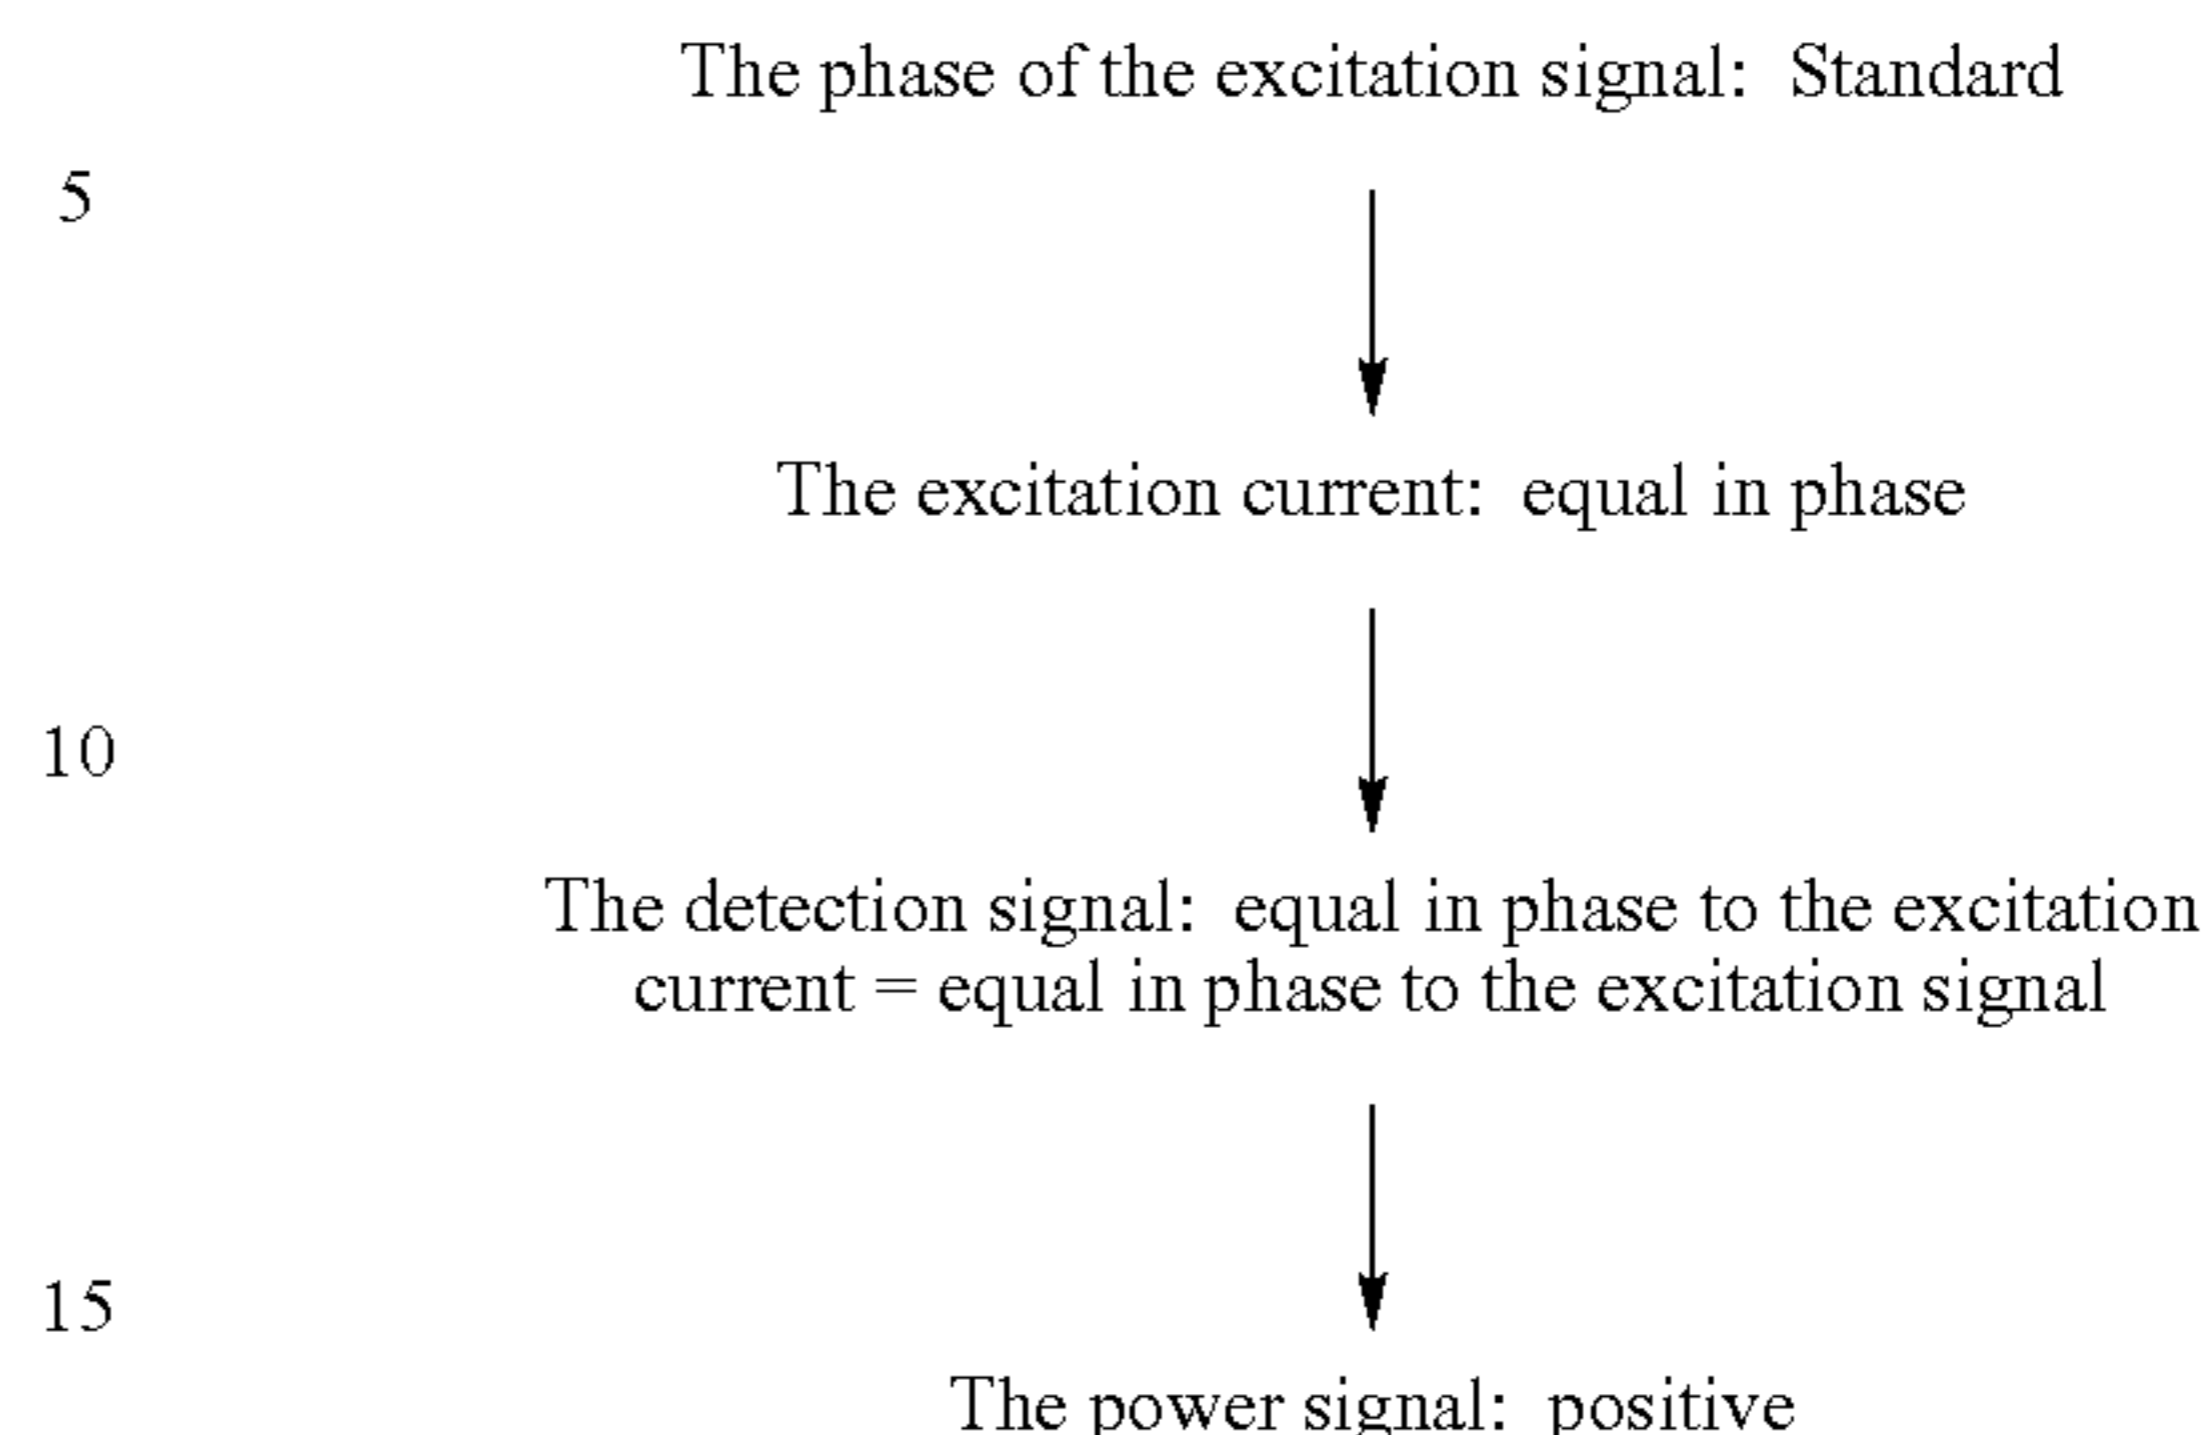 The phase of the excitation signal: Standard
5
The excitation current: equal in phase
10
The detection signal: equal in phase to the excitation
current = equal in phase to the excitation signal
15
The power signal: positive